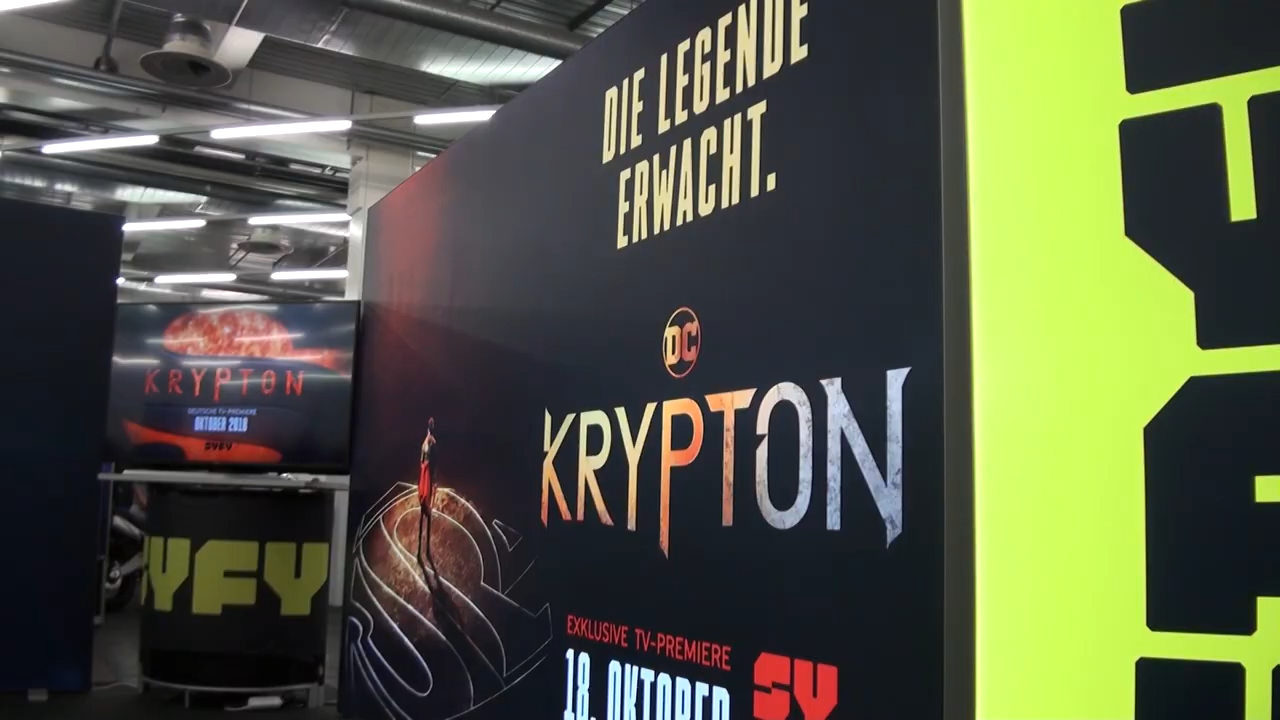 DIE LEGENDE
ERWACHT.
DC
KRYPTON
EXKLUSIVE TV-PREMIERE
18. OKTOBER
SY
KRYPTON
DEUTSCHE TV-PREMIERE
OKTOBER 2018
SYFY
SYFY